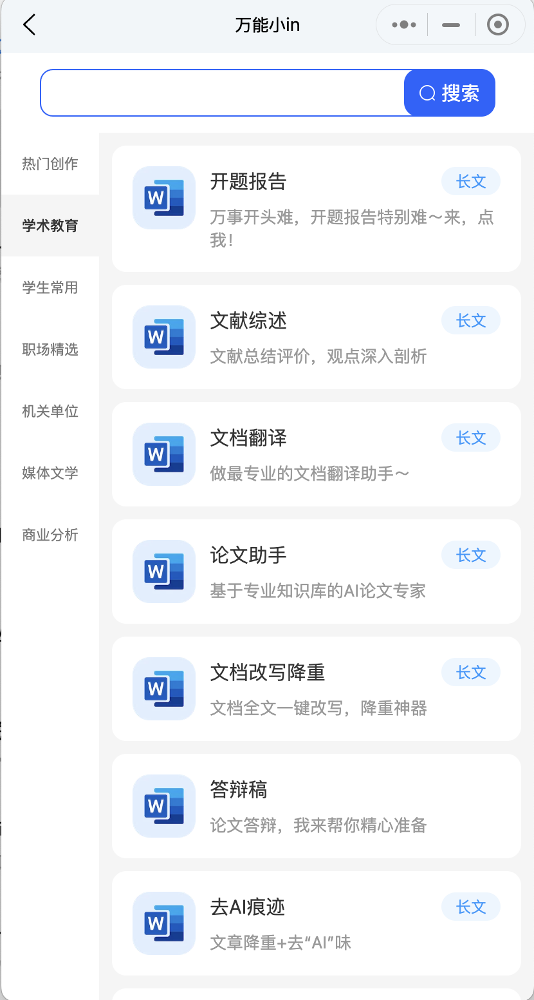 万能小in
搜索
热门创作
学术教育
学生常用
职场精选
机关单位
媒体文学
商业分析
开题报告
长文
万事开头难，开题报告特别难～来，点
我！
文献综述
长文
文献总结评价，观点深入剖析
文档翻译
长文
做最专业的文档翻译助手～
论文助手
长文
基于专业知识库的AI论文专家
文档改写降重
长文
文档全文一键改写，降重神器
答辩稿
论文答辩，我来帮你精心准备
去AI痕迹
长文
文章降重+去“AI”味